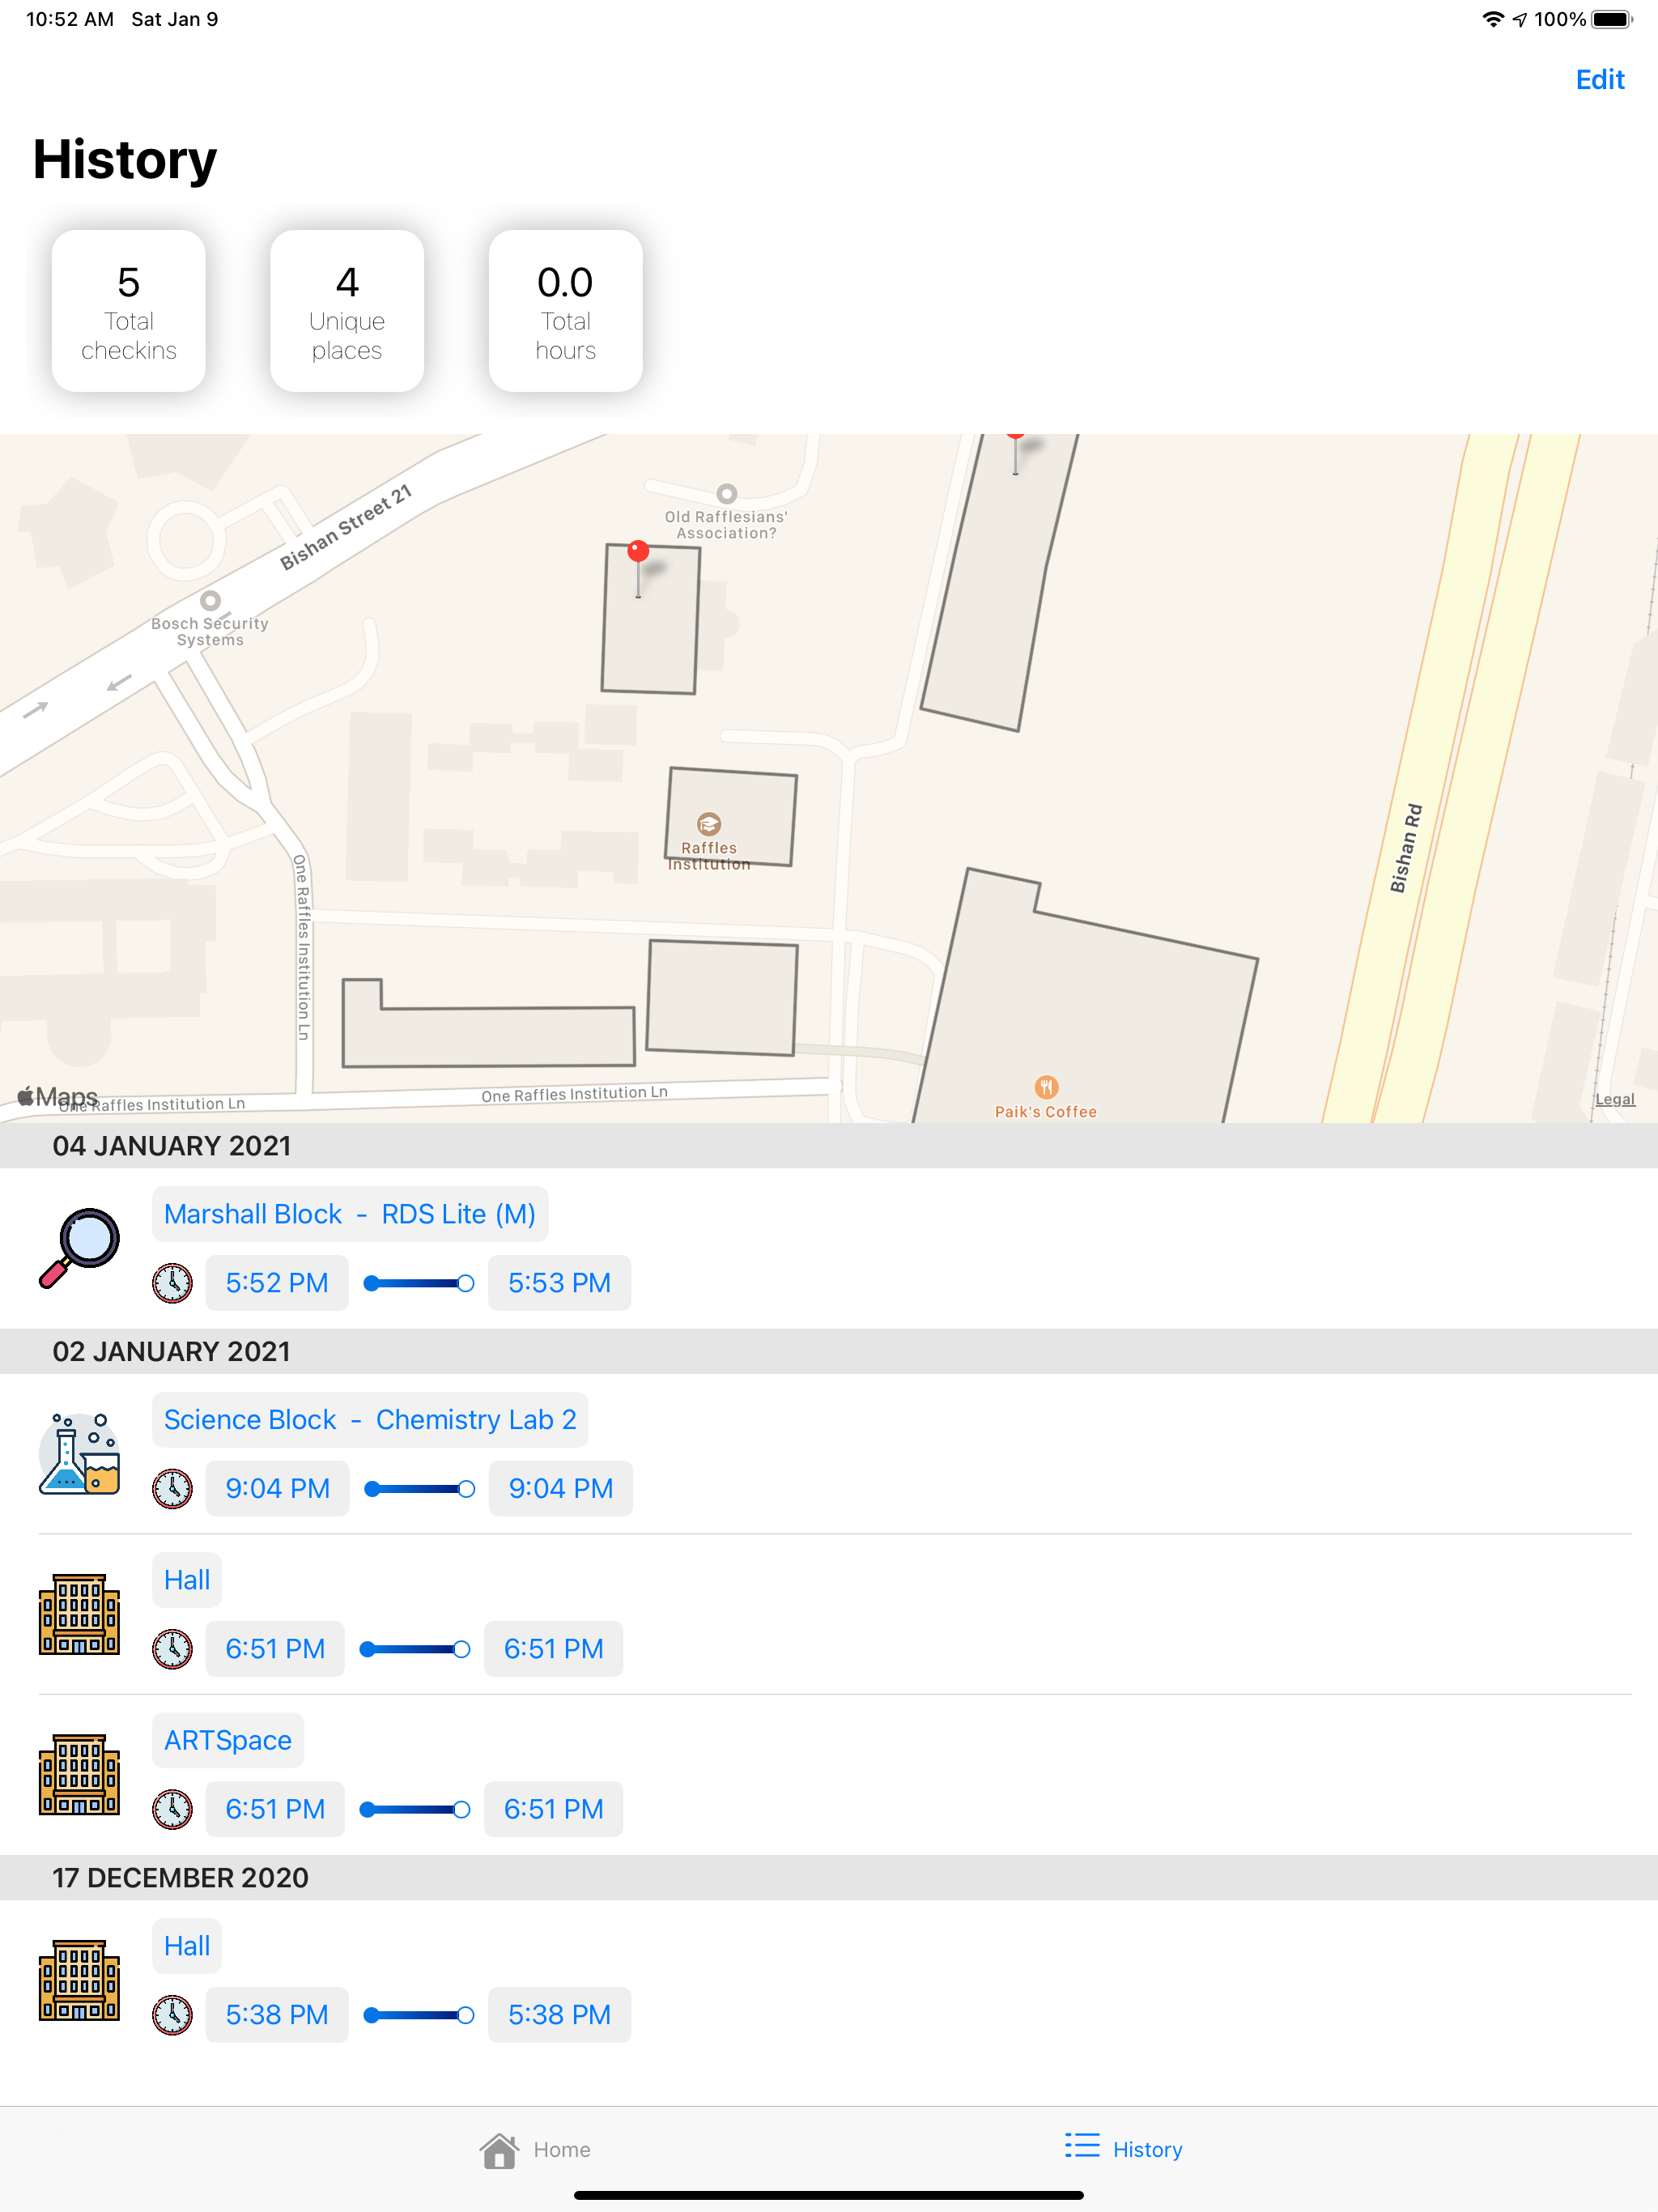 10:52 AM Sat Jan 9
100%
Edit
History
5
Total
checkins
4
Unique
places
0.0
Total
hours
Bishan Street 21
Old Rafflesians'
Association?
Bosch Security
Systems
Raffles
Institution
Bishan Rd
One Raffles Institution Ln
One Raffles Institution Ln
One Raffles Institution Ln
Maps
Paik's Coffee
Legal
04 JANUARY 2021
Marshall Block - RDS Lite (M)
5:52 PM 5:53 PM
02 JANUARY 2021
Science Block - Chemistry Lab 2
9:04 PM 9:04 PM
Hall
6:51 PM 6:51 PM
ARTSpace
6:51 PM 6:51 PM
17 DECEMBER 2020
Hall
5:38 PM 5:38 PM
Home
History